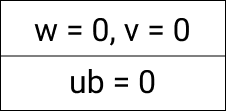 w = 0, v = 0
ub = 0